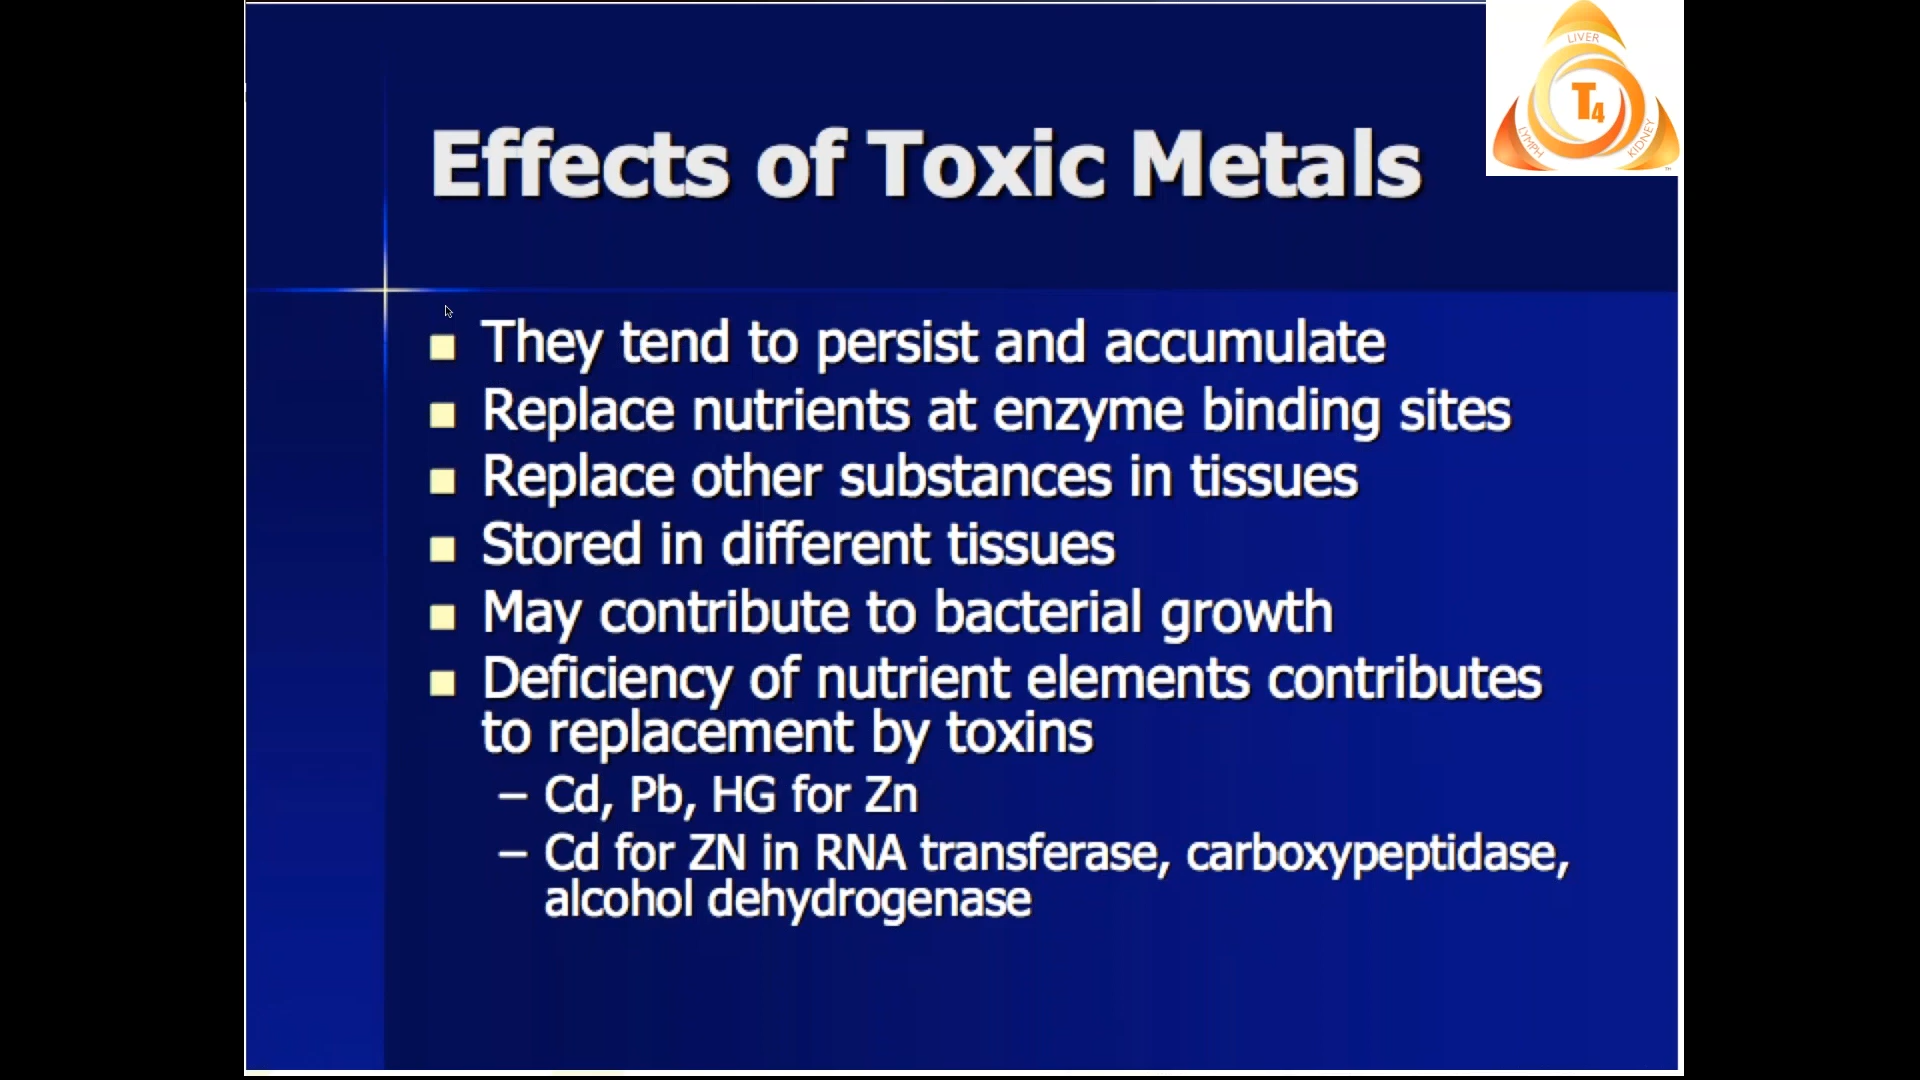 LIVER
T4
LYMPH
KIDNEY
TM
Effects of Toxic Metals
They tend to persist and accumulate
Replace nutrients at enzyme binding sites
Replace other substances in tissues
Stored in different tissues
May contribute to bacterial growth
Deficiency of nutrient elements contributes
to replacement by toxins
– Cd, Pb, HG for Zn
– Cd for ZN in RNA transferase, carboxypeptidase,
alcohol dehydrogenase